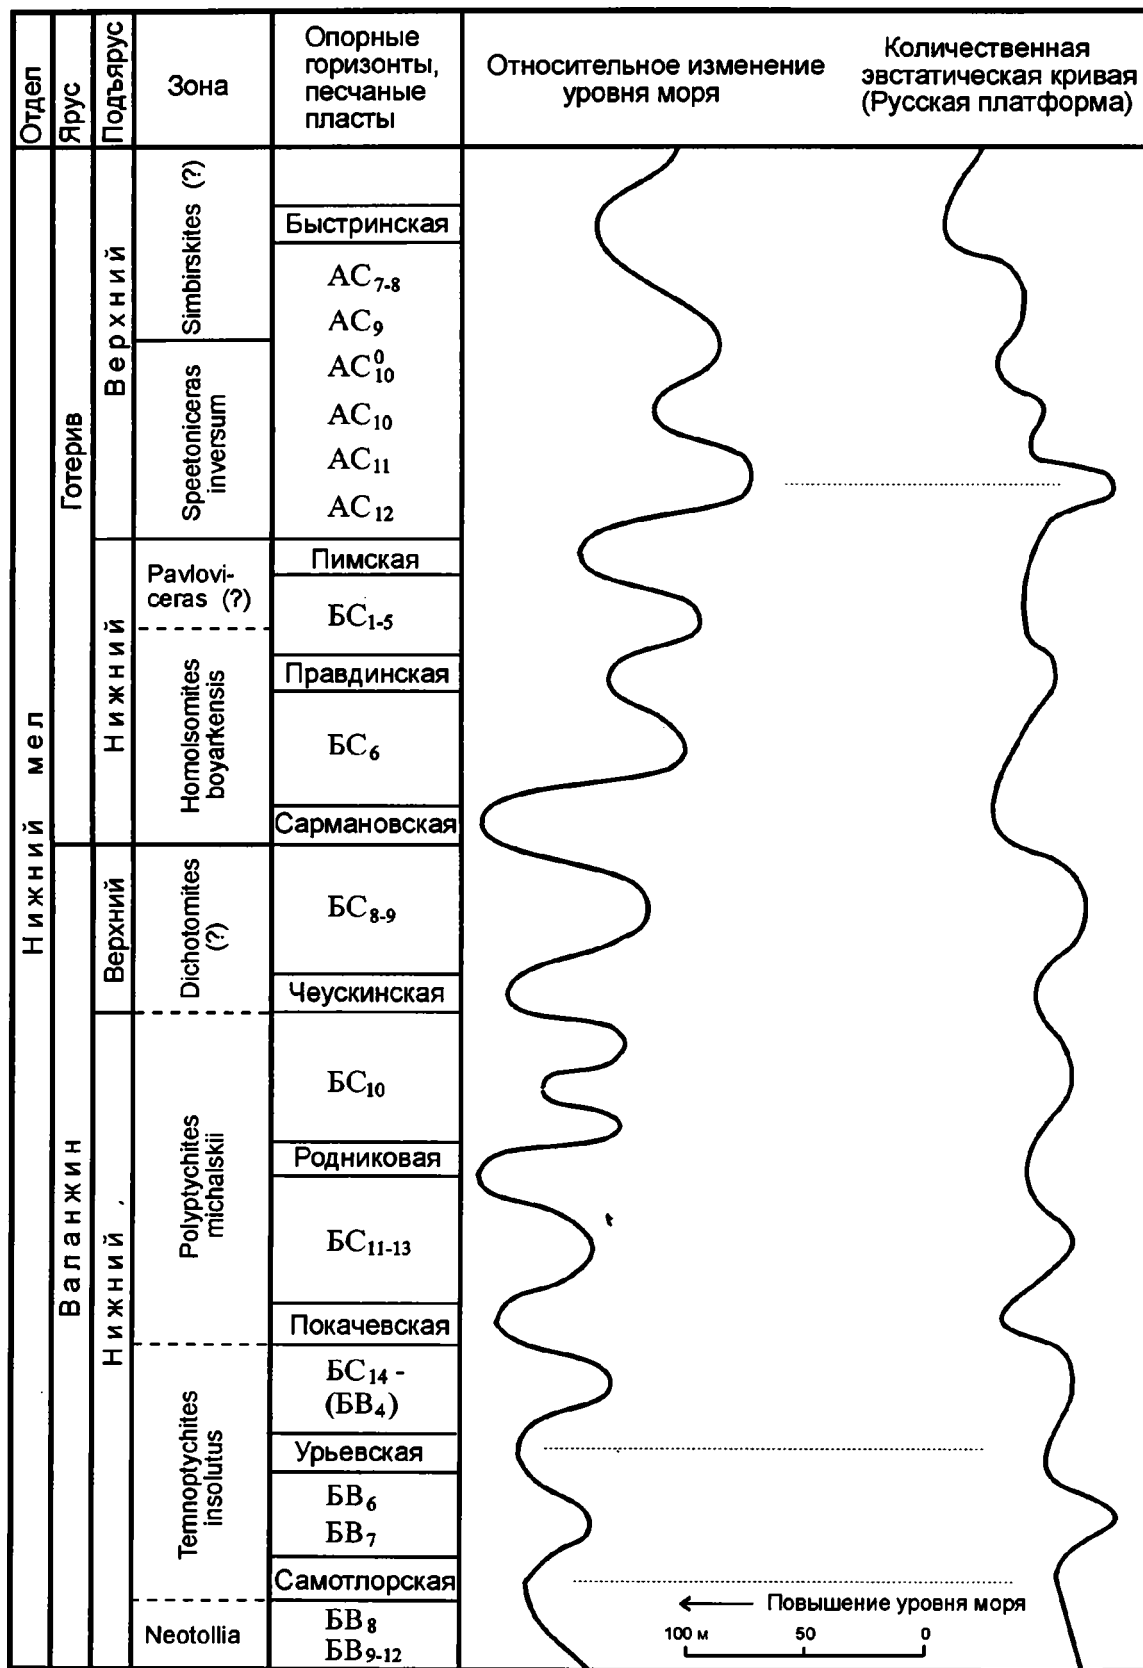 Отдел
Ярус
Подъярус
Зона
Опорные
горизонты,
песчаные
пласты
Относительное изменение
уровня моря
Количественная
эвстатическая кривая
(Русская платформа)
Нижний мел
Готерив
Валанжин
Верхний
Нижний
Верхний
Нижний
Simbirskites (?)
Speetoniceras
inversum
Pavlovi-
ceras (?)
Homolsomites
boyarkensis
Dichotomites
(?)
Polyptychites
michalskii
Temnoptychites
insolutus
Neotollia
Быстринская
АС7-8
АС9
АС⁰10
АС10
АС11
АС12
Пимская
БС1-5
Правдинская
БС6
Сармановская
БС8-9
Чеускинская
БС10
Родниковая
БС11-13
Покачевская
БС14 -
(БВ4)
Урьевская
БВ6
БВ7
Самотлорская
БВ8
БВ9-12
Повышение уровня моря
100 м 50 0